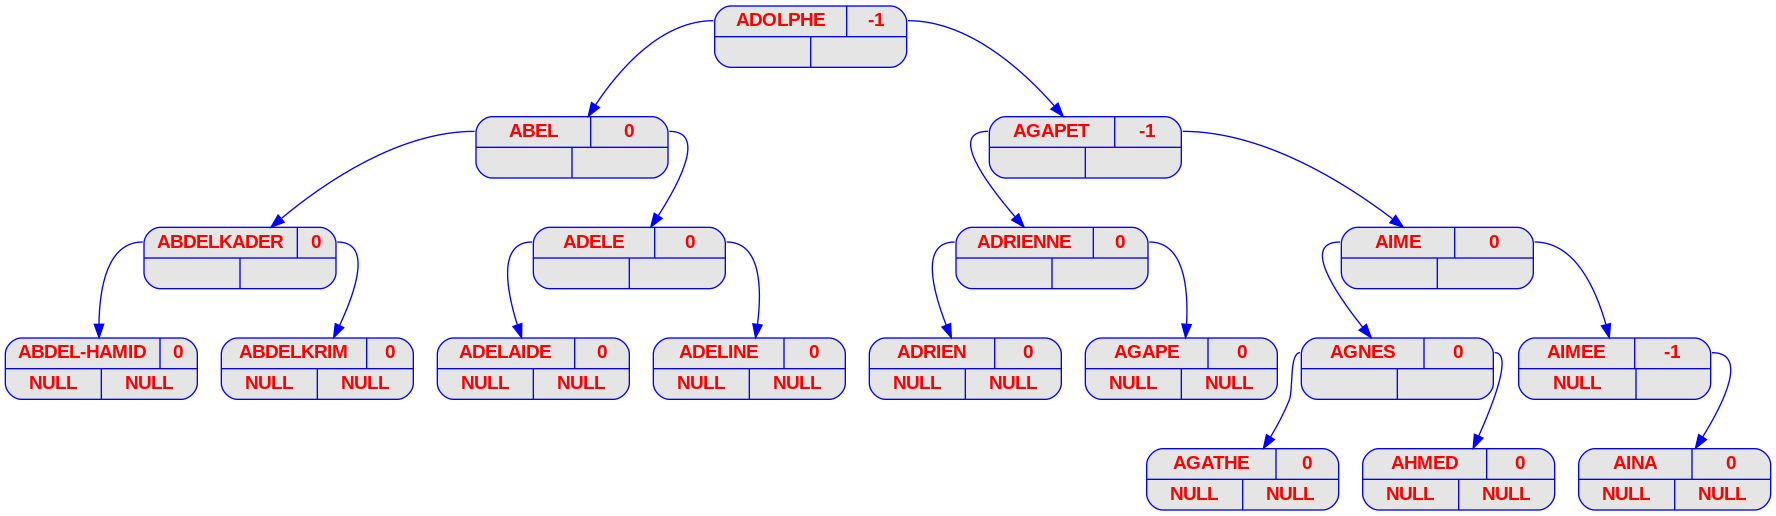 ADOLPHE -1
ABEL 0
AGAPET -1
ABDELKADER 0
ADELE 0
ADRIENNE 0
AIME 0
ABDEL-HAMID 0
NULL NULL
ABDELKRIM 0
NULL NULL
ADELAIDE 0
NULL NULL
ADELINE 0
NULL NULL
ADRIEN 0
NULL NULL
AGAPE 0
NULL NULL
AGNES 0
AIMEE -1
NULL
AGATHE 0
NULL NULL
AHMED 0
NULL NULL
AINA 0
NULL NULL